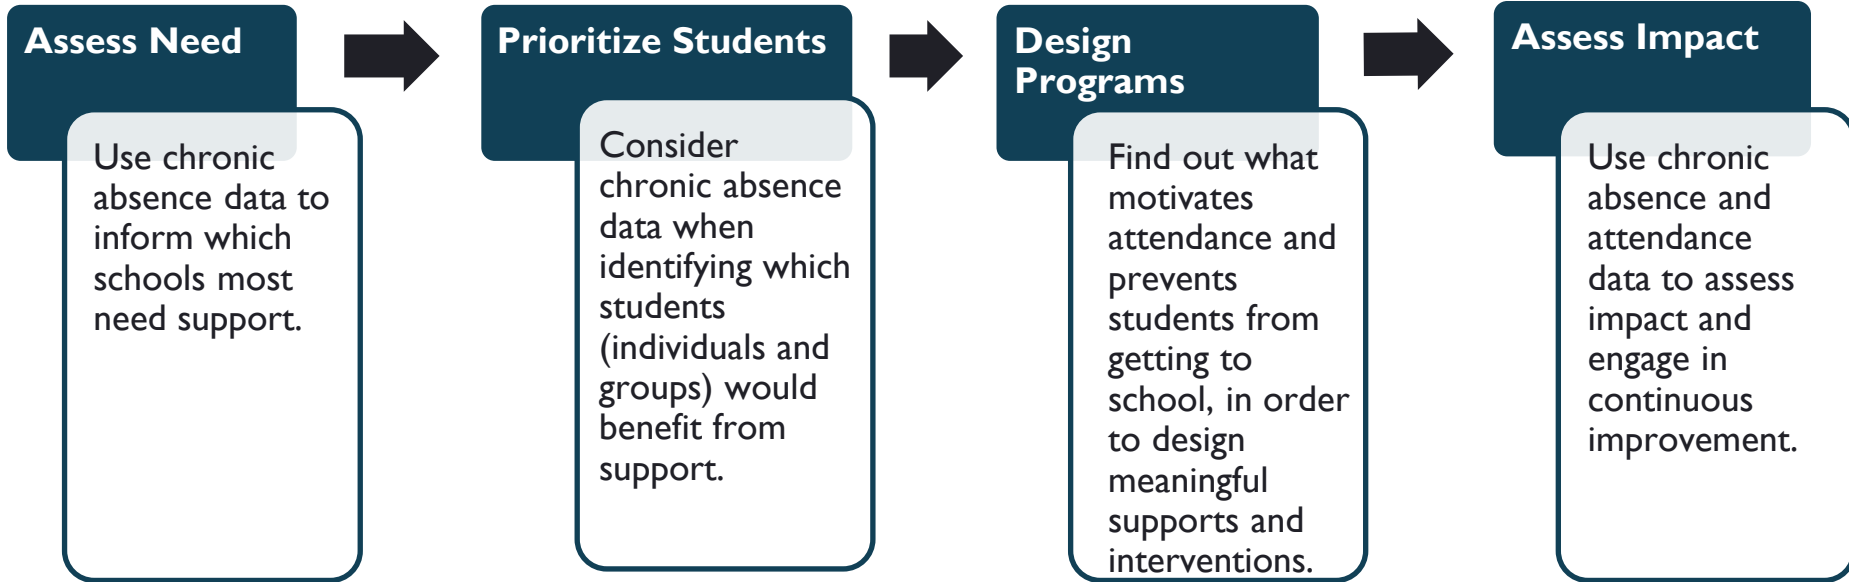 Assess Need
Use chronic
absence data to
inform which
schools most
need support.
Prioritize Students
Consider
chronic absence
data when
identifying which
students
(individuals and
groups) would
benefit from
support.
Design
Programs
Find out what
motivates
attendance and
prevents
students from
getting to
school, in order
to design
meaningful
supports and
interventions.
Assess Impact
Use chronic
absence and
attendance
data to assess
impact and
engage in
continuous
improvement.